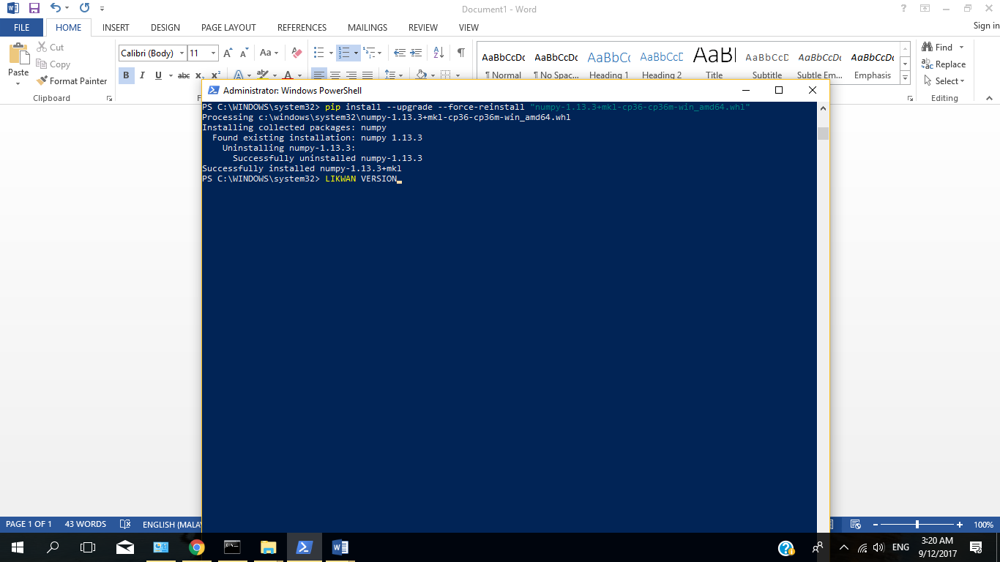 Document1 - Word
Sign in
FILE HOME INSERT DESIGN PAGE LAYOUT REFERENCES MAILINGS REVIEW VIEW
Paste
Cut
Copy
Format Painter
Clipboard
Calibri (Body) 11
Aa
B I U abc x₂ x² A A
AaBbCcDc AaBbCcDc AaBbCc AaBbCcD AaBl AaBbCcD AaBbCcDc AaBbCcDc
¶ Normal ¶ No Spac... Heading 1 Heading 2 Title Subtitle Subtle Em... Emphasis
Find
Replace
Select
Editing
Administrator: Windows PowerShell
PS C:\WINDOWS\system32> pip install --upgrade --force-reinstall "numpy-1.13.3+mkl-cp36-cp36m-win_amd64.whl"
Processing c:\windows\system32\numpy-1.13.3+mkl-cp36-cp36m-win_amd64.whl
Installing collected packages: numpy
Found existing installation: numpy 1.13.3
Uninstalling numpy-1.13.3:
Successfully uninstalled numpy-1.13.3
Successfully installed numpy-1.13.3+mkl
PS C:\WINDOWS\system32> LIKWAN VERSION_
PAGE 1 OF 1 43 WORDS ENGLISH (MALA
100%
ENG
3:20 AM
9/12/2017